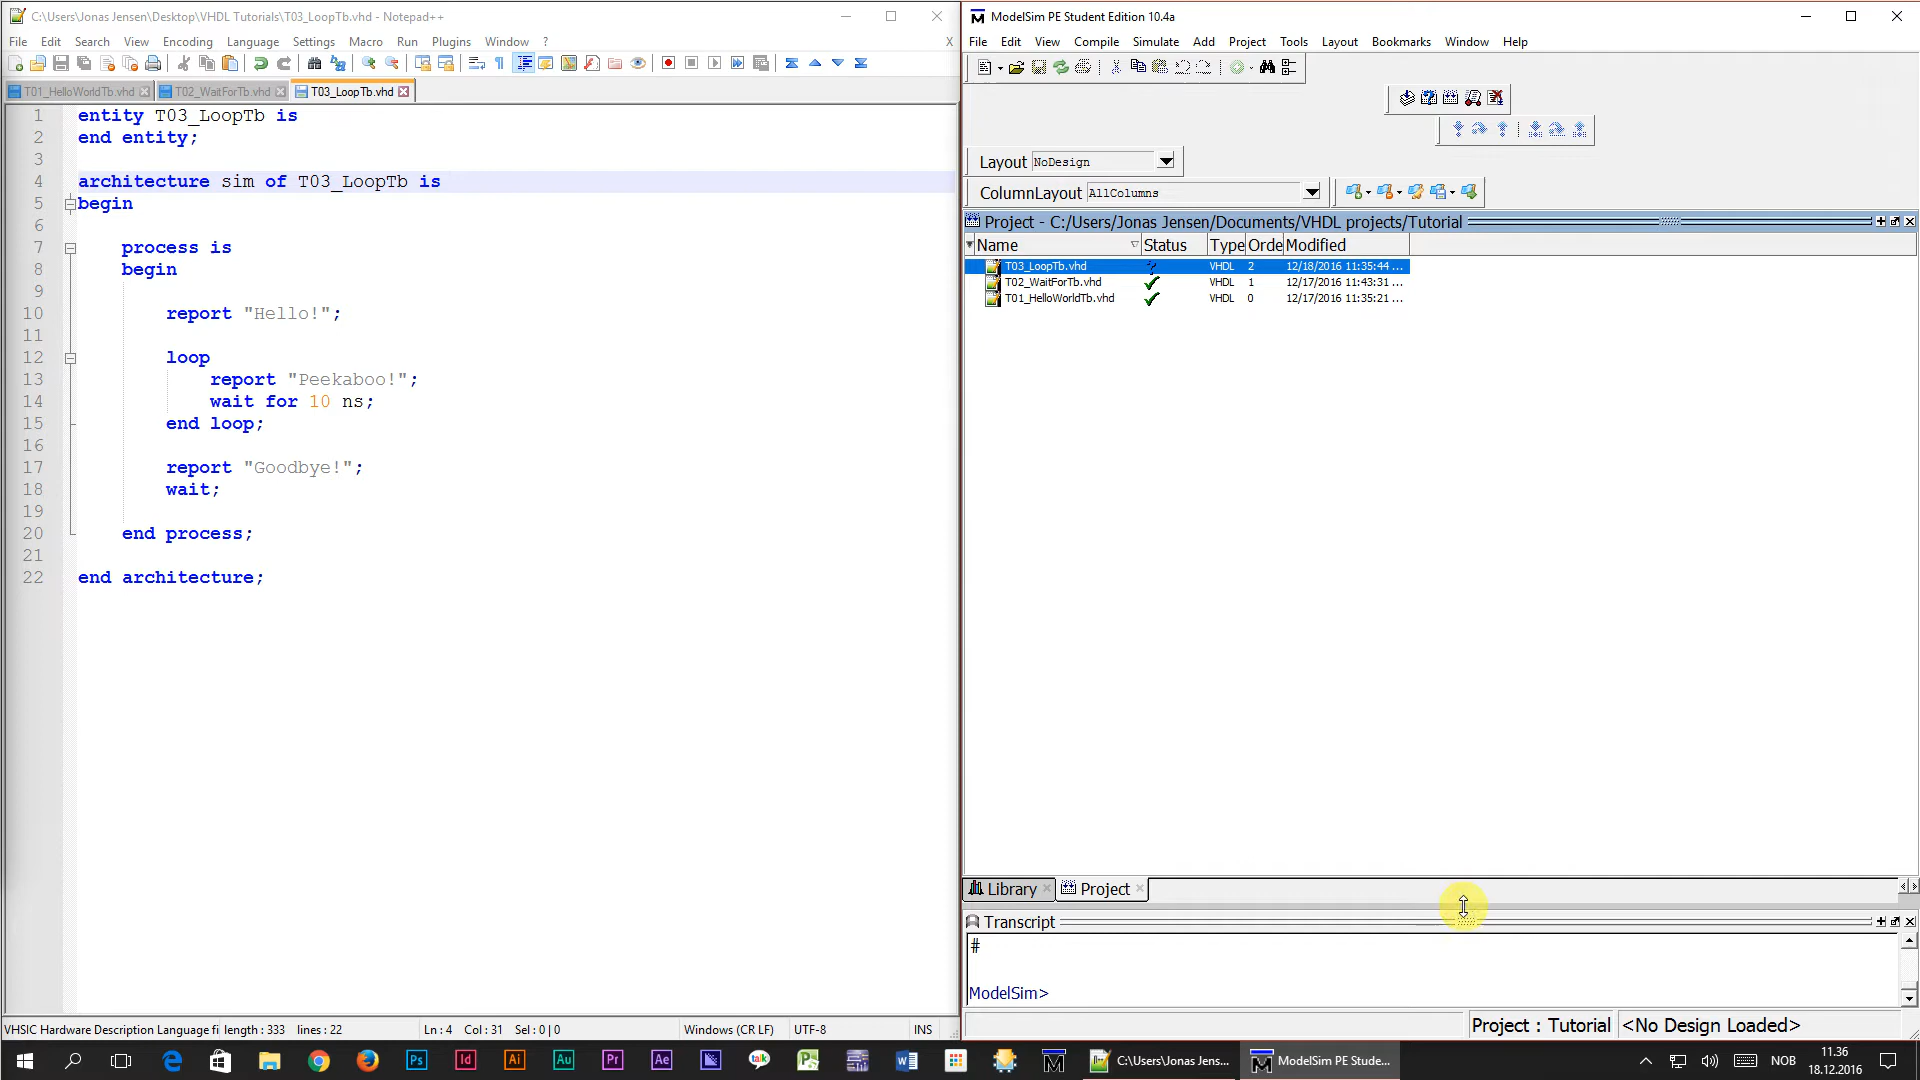 C:\Users\Jonas Jensen\Desktop\VHDL Tutorials\T03_LoopTb.vhd - Notepad++
File Edit Search View Encoding Language Settings Macro Run Plugins Window ? X
T01_HelloWorldTb.vhd T02_WaitForTb.vhd T03_LoopTb.vhd
1 entity T03_LoopTb is
2 end entity;
3
4 architecture sim of T03_LoopTb is
5 begin
6
7 process is
8 begin
9
10 report "Hello!";
11
12 loop
13 report "Peekaboo!";
14 wait for 10 ns;
15 end loop;
16
17 report "Goodbye!";
18 wait;
19
20 end process;
21
22 end architecture;
VHSIC Hardware Description Language fi length : 333 lines : 22 Ln : 4 Col : 31 Sel : 0 | 0 Windows (CR LF) UTF-8 INS
ModelSim PE Student Edition 10.4a
File Edit View Compile Simulate Add Project Tools Layout Bookmarks Window Help
Layout NoDesign
ColumnLayout AllColumns
Project - C:/Users/Jonas Jensen/Documents/VHDL projects/Tutorial
Name Status Type Orde Modified
T03_LoopTb.vhd ? VHDL 2 12/18/2016 11:35:44 ...
T02_WaitForTb.vhd VHDL 1 12/17/2016 11:43:31 ...
T01_HelloWorldTb.vhd VHDL 0 12/17/2016 11:35:21 ...
Library Project
Transcript
#
ModelSim>
Project : Tutorial <No Design Loaded>
Ps Id Ai Au Pr Ae talk W M C:\Users\Jonas Jens... ModelSim PE Stude... NOB 11.36
18.12.2016